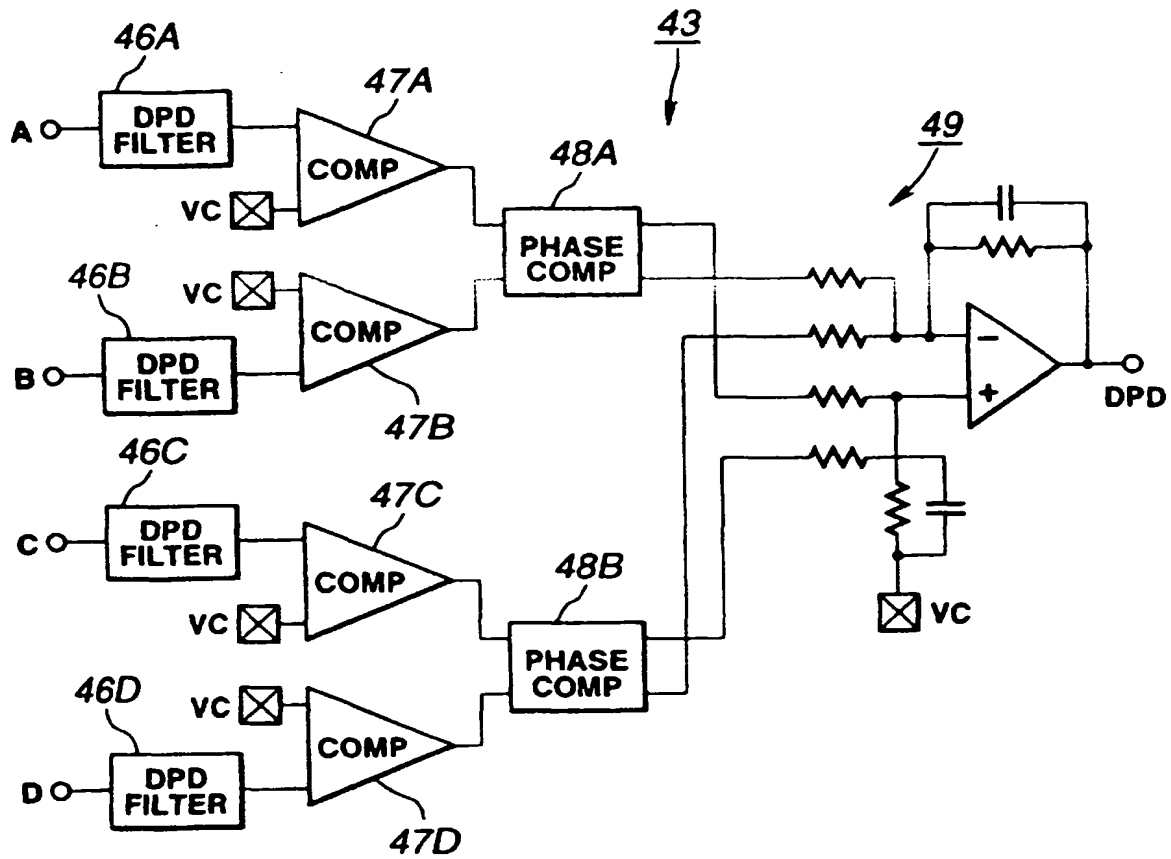 43
46A
47A
A
DPD
FILTER
COMP
VC
48A
49
PHASE
COMP
46B
VC
COMP
B
DPD
FILTER
47B
−
+
DPD
46C
47C
C
DPD
FILTER
COMP
VC
48B
VC
PHASE
COMP
46D
VC
COMP
D
DPD
FILTER
47D